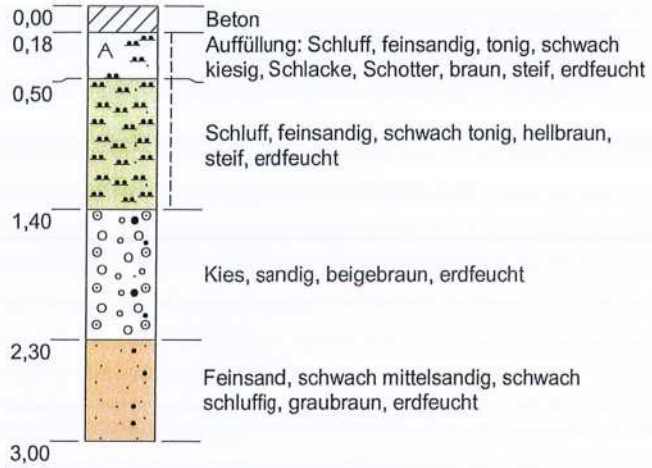 0,00 Beton
0,18 Auffüllung: Schluff, feinsandig, tonig, schwach
A kiesig, Schlacke, Schotter, braun, steif, erdfeucht
0,50
Schluff, feinsandig, schwach tonig, hellbraun,
steif, erdfeucht
1,40
Kies, sandig, beigebraun, erdfeucht
2,30
Feinsand, schwach mittelsandig, schwach
schluffig, graubraun, erdfeucht
3,00